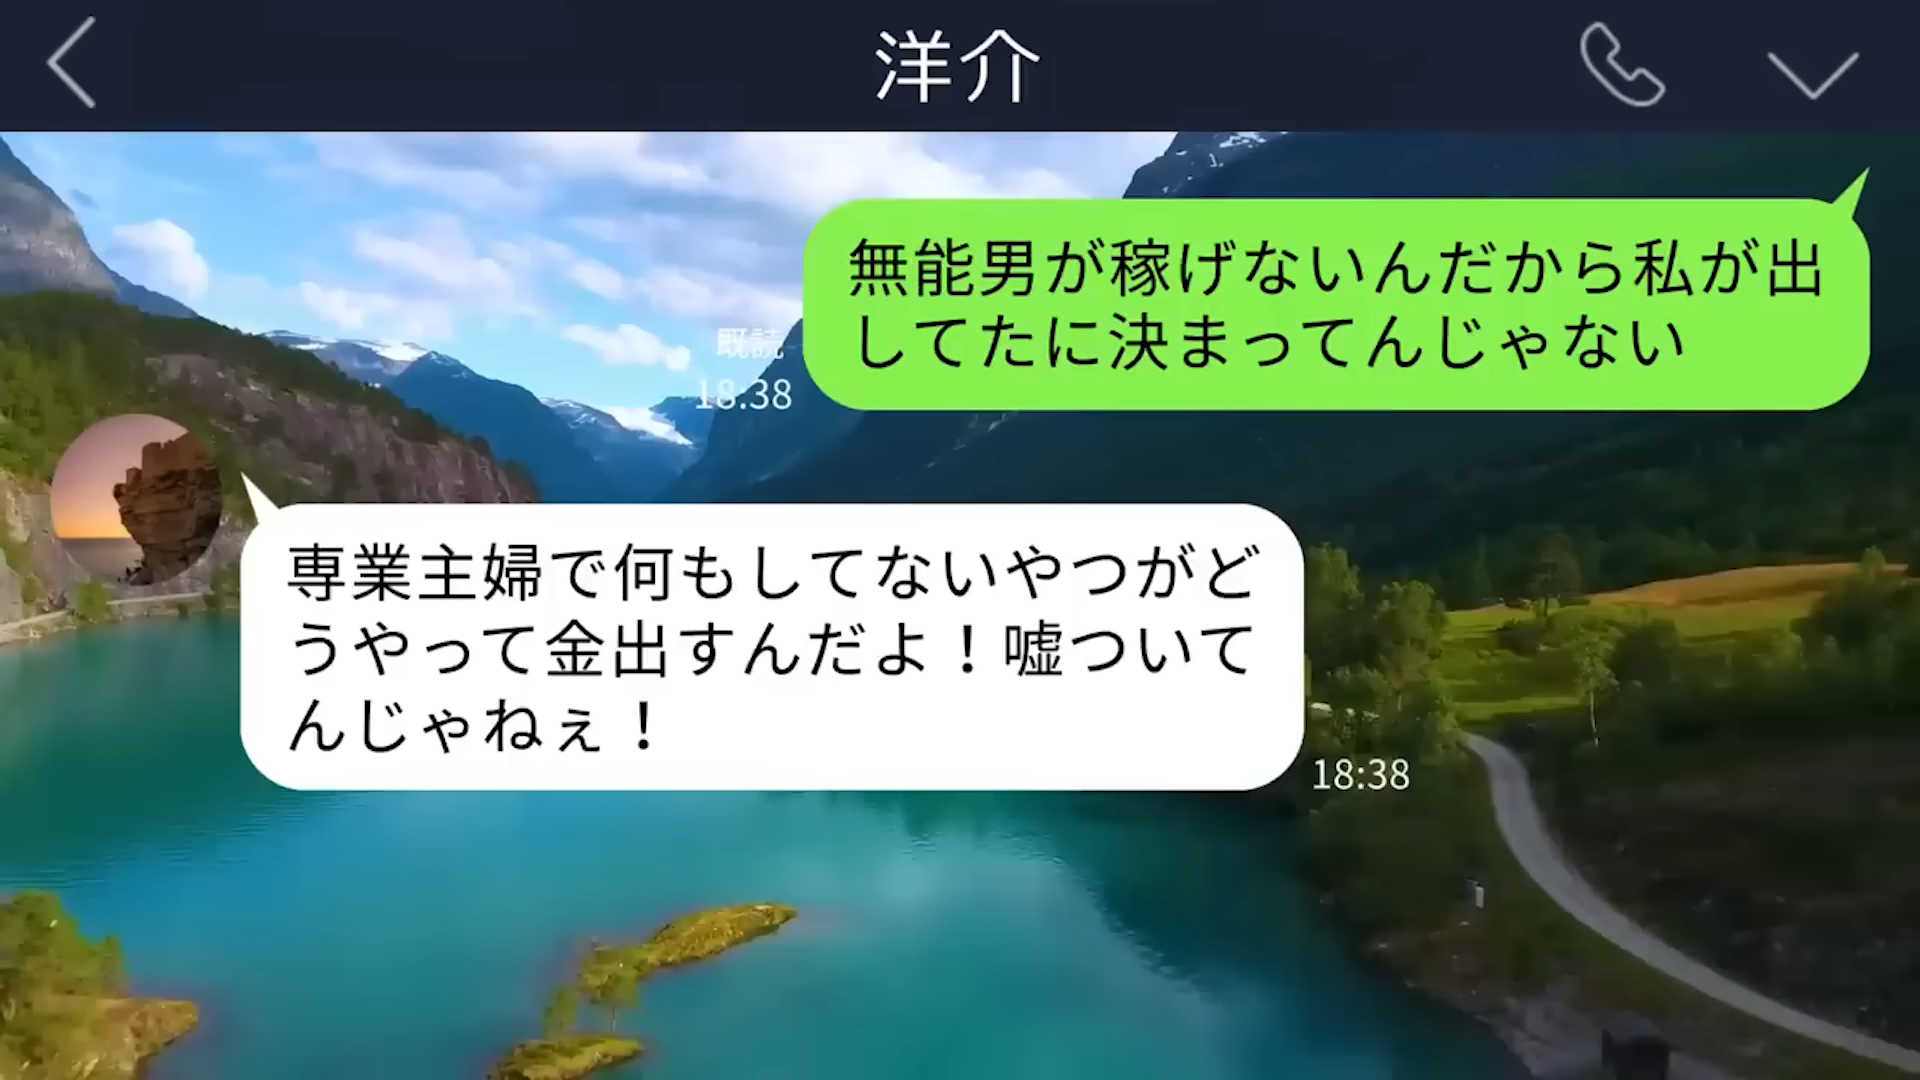 洋介
無能男が稼げないんだから私が出
してたに決まってんじゃない
既読
18:38
専業主婦で何もしてないやつがど
うやって金出すんだよ！嘘ついて
んじゃねぇ！
18:38